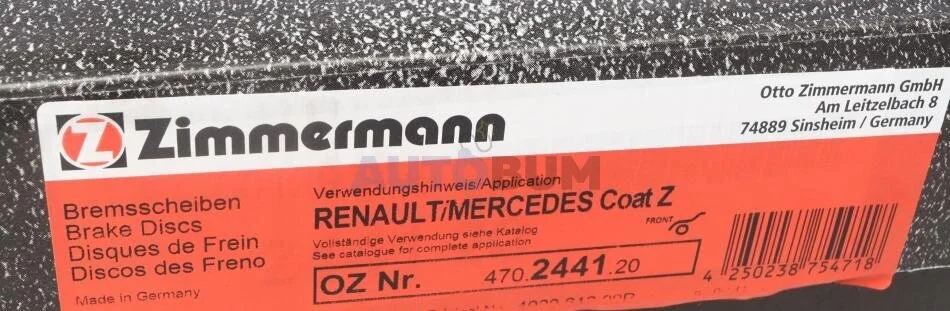 Z Zimmermann
Otto Zimmermann GmbH
Am Leitzelbach 8
74889 Sinsheim / Germany
AUTOBUM
Bremsscheiben
Brake Discs
Disques de Frein
Discos des Freno
Made in Germany
Verwendungshinweis/Application
RENAULT/MERCEDES Coat Z
FRONT
Vollständige Verwendung siehe Katalog
See catalogue for complete application
OZ Nr. 470.2441.20
4 250238 754718